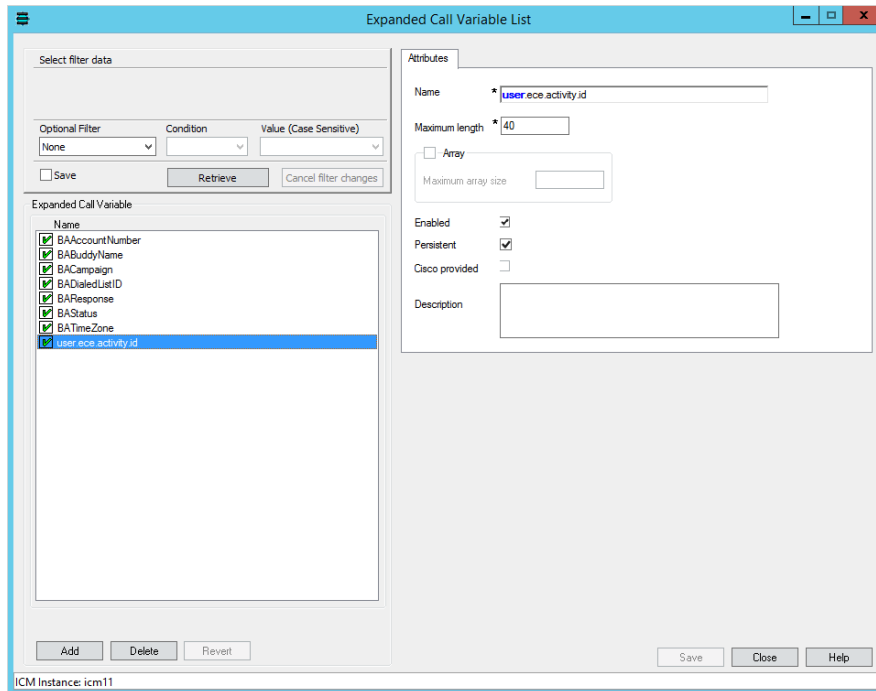 Expanded Call Variable List
Select filter data
Optional Filter Condition Value (Case Sensitive)
None
Save Retrieve Cancel filter changes
Expanded Call Variable
Name
BAAccountNumber
BABuddyName
BACampaign
BADialedListID
BAResponse
BAStatus
BATimeZone
user.ece.activity.id
Add Delete Revert
Attributes
Name * user.ece.activity.id
Maximum length * 40
Array
Maximum array size
Enabled
Persistent
Cisco provided
Description
Save Close Help
ICM Instance: icm11